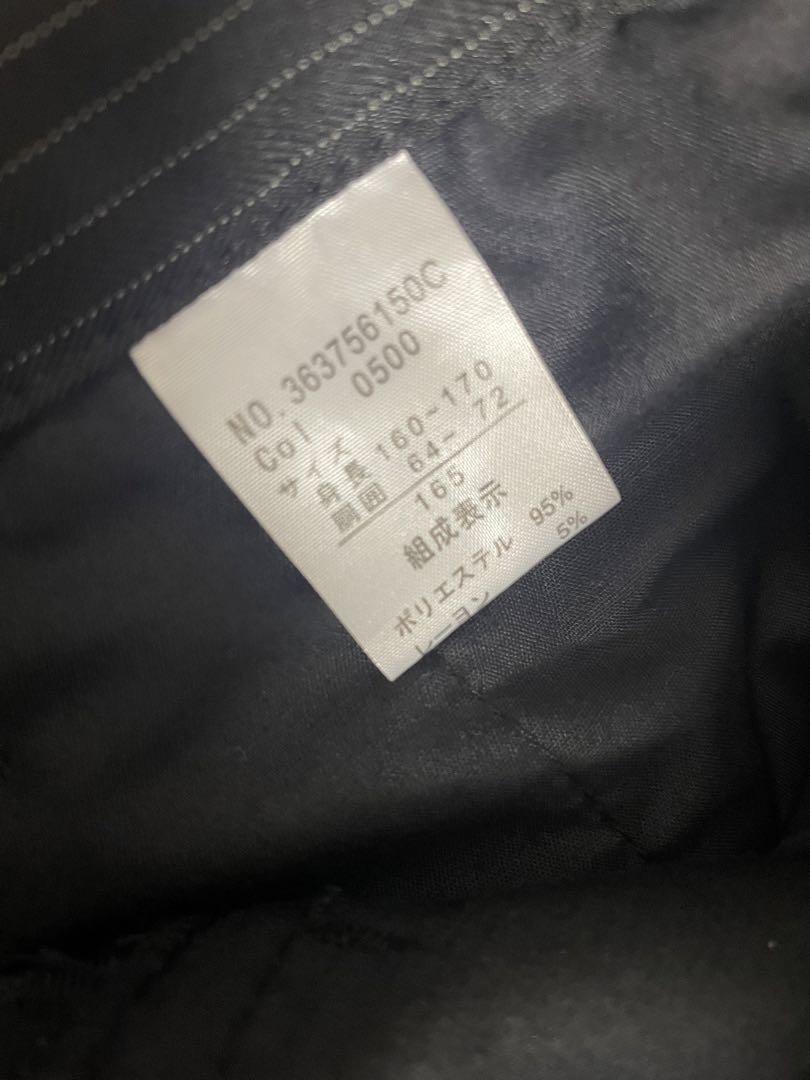 NO.363756150C
Col 0500
サイズ
身長 160-170
胴囲 64- 72
165
組成表示
ポリエステル 95%
レーヨン 5%